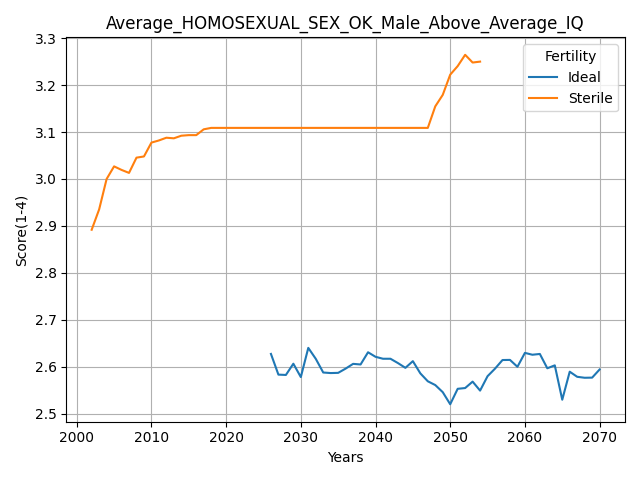 Average_HOMOSEXUAL_SEX_OK_Male_Above_Average_IQ
Score(1-4)
3.3
3.2
3.1
3.0
2.9
2.8
2.7
2.6
2.5
Fertility
Ideal
Sterile
2000 2010 2020 2030 2040 2050 2060 2070
Years